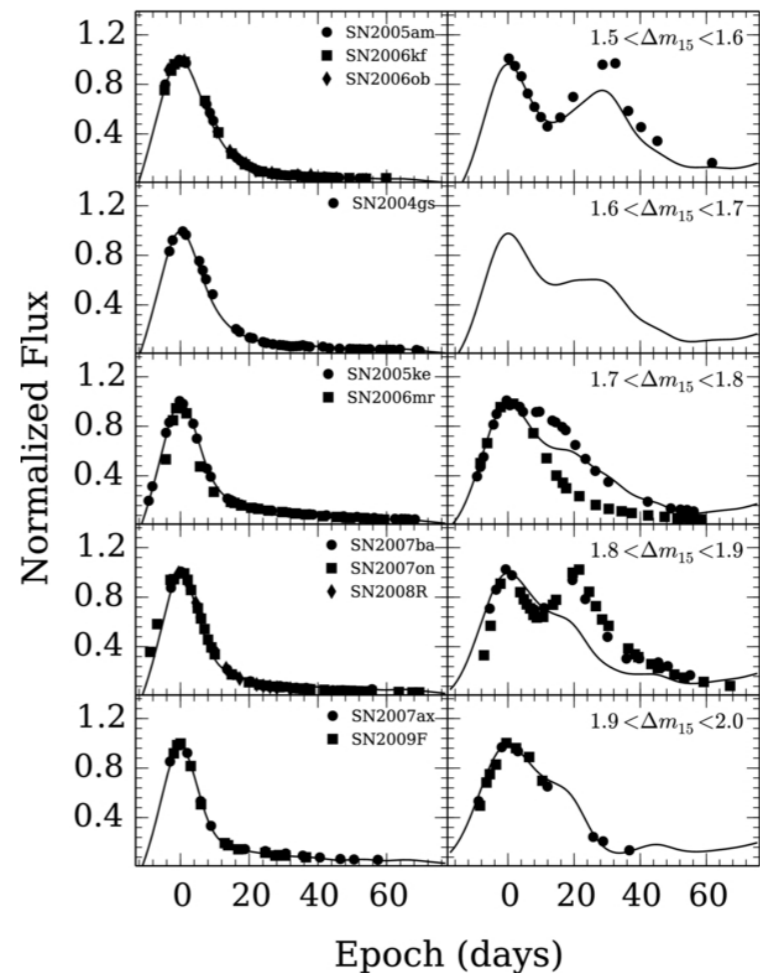 Normalized Flux
1.2
0.8
0.4
SN2005am
SN2006kf
SN2006ob
1.5 <Δm₁₅ <1.6
1.2
0.8
0.4
SN2004gs
1.6 <Δm₁₅ <1.7
1.2
0.8
0.4
SN2005ke
SN2006mr
1.7 <Δm₁₅ <1.8
1.2
0.8
0.4
SN2007ba
SN2007on
SN2008R
1.8 <Δm₁₅ <1.9
1.2
0.8
0.4
SN2007ax
SN2009F
1.9 <Δm₁₅ <2.0
0 20 40 60 0 20 40 60
Epoch (days)